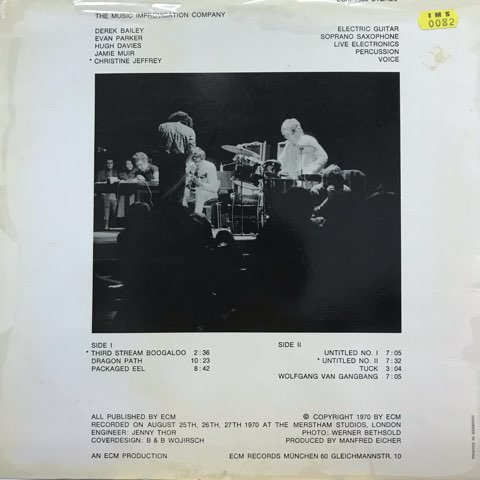 THE MUSIC IMPROVISATION COMPANY
IMS
0082
DEREK BAILEY ELECTRIC GUITAR
EVAN PARKER SOPRANO SAXOPHONE
HUGH DAVIES LIVE ELECTRONICS
JAMIE MUIR PERCUSSION
* CHRISTINE JEFFREY VOICE
SIDE I
* THIRD STREAM BOOGALOO 2:36
DRAGON PATH 10:23
PACKAGED EEL 8:42
SIDE II
UNTITLED NO. I 7:05
* UNTITLED NO. II 7:32
TUCK 3:04
WOLFGANG VAN GANGBANG 7:05
ALL PUBLISHED BY ECM © COPYRIGHT 1970 BY ECM
RECORDED ON AUGUST 25TH, 26TH, 27TH 1970 AT THE MERSTHAM STUDIOS, LONDON
ENGINEER: JENNY THOR PHOTO: WERNER BETHSOLD
COVERDESIGN: B & B WOJIRSCH PRODUCED BY MANFRED EICHER
AN ECM PRODUCTION ECM RECORDS MÜNCHEN 60 GLEICHMANNSTR. 10
PRINTED IN GERMANY